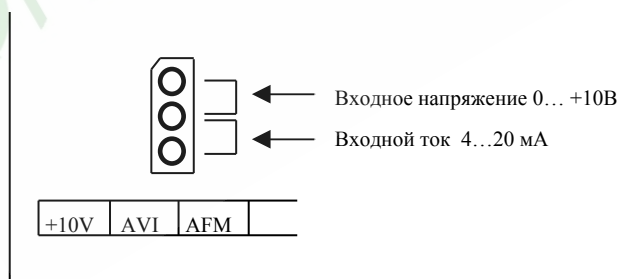 Входное напряжение 0… +10В
Входной ток 4…20 мА
+10V AVI AFM